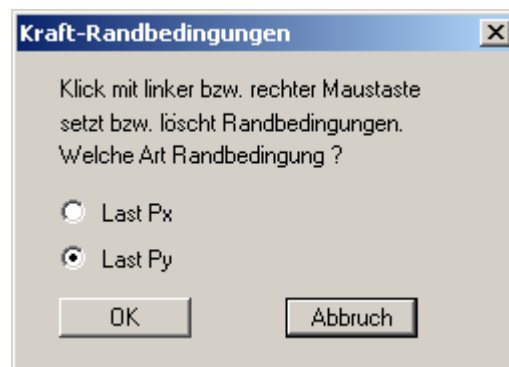 Kraft-Randbedingungen
Klick mit linker bzw. rechter Maustaste
setzt bzw. löscht Randbedingungen.
Welche Art Randbedingung ?
Last Px
Last Py
OK Abbruch